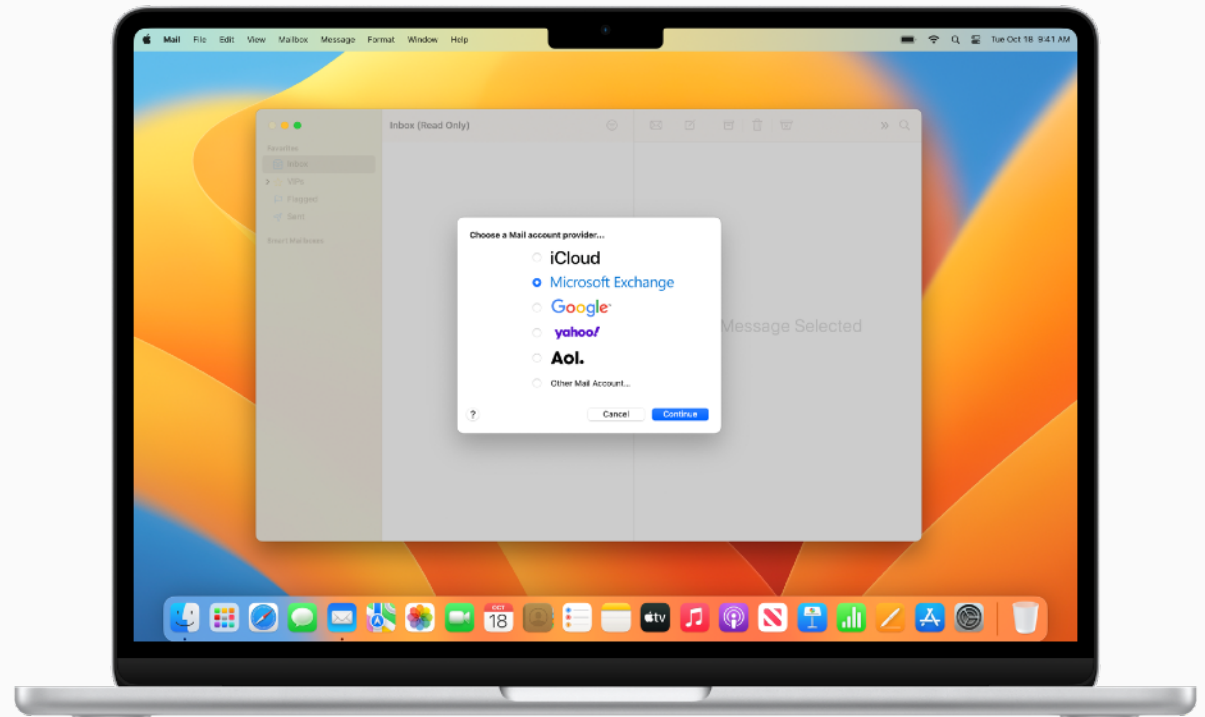 Mail File Edit View Mailbox Message Format Window Help Tue Oct 18 9:41 AM
Inbox (Read Only)
Favorites
Inbox
VIPs
Flagged
Sent
Smart Mailboxes
Choose a Mail account provider...
iCloud
Microsoft Exchange
Google
yahoo!
Aol.
Other Mail Account...
? Cancel Continue
Message Selected
OCT
18
tv